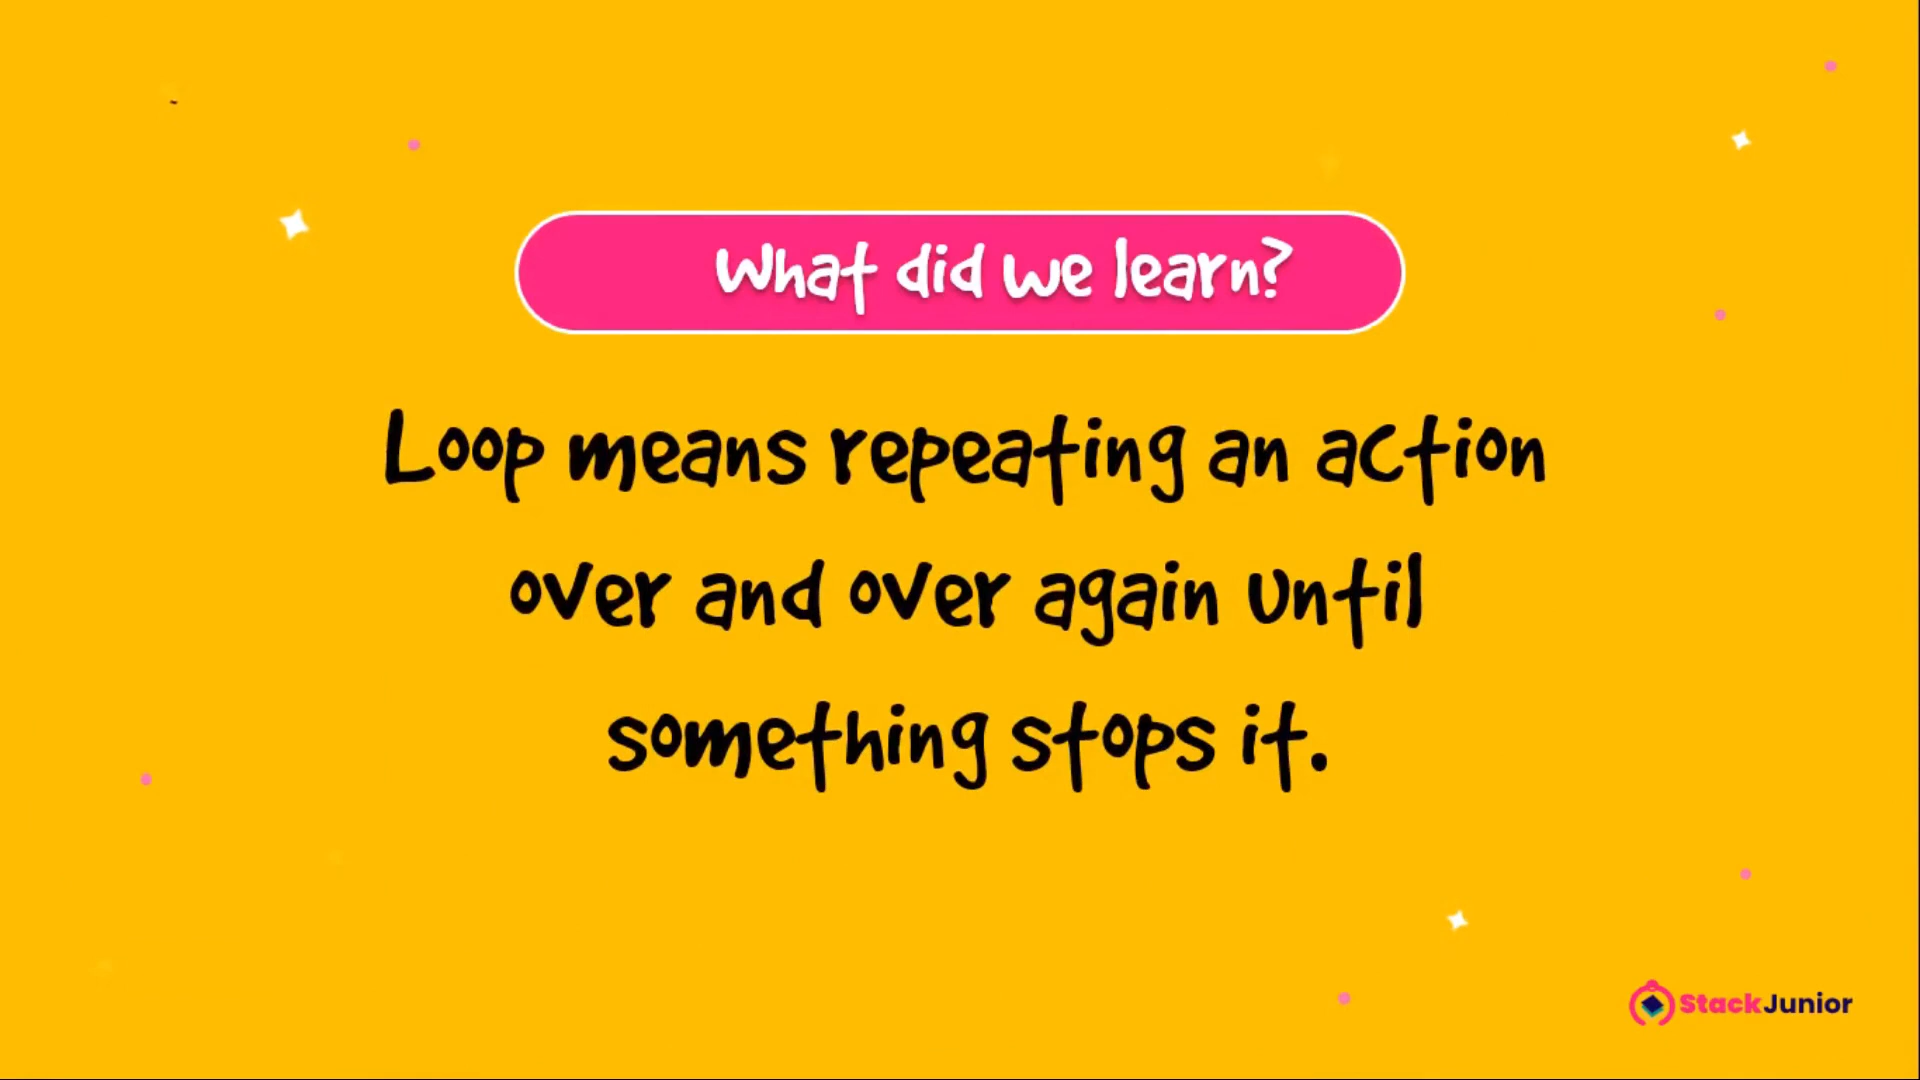 What did we learn?
Loop means repeating an action
over and over again until
something stops it.
StackJunior